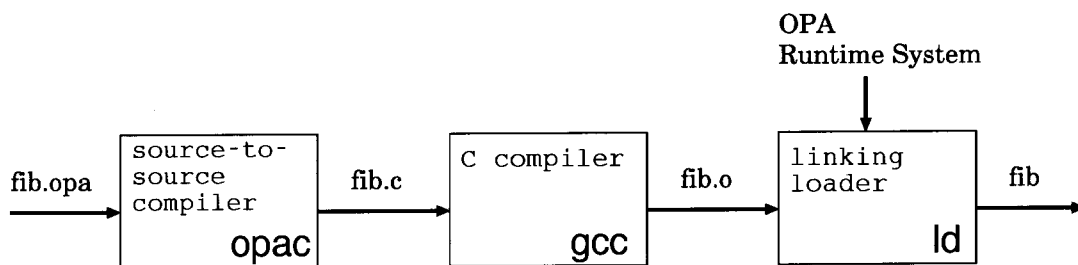 OPA
Runtime System
fib.opa
source-to-
source
compiler
opac
fib.c
C compiler
gcc
fib.o
linking
loader
ld
fib